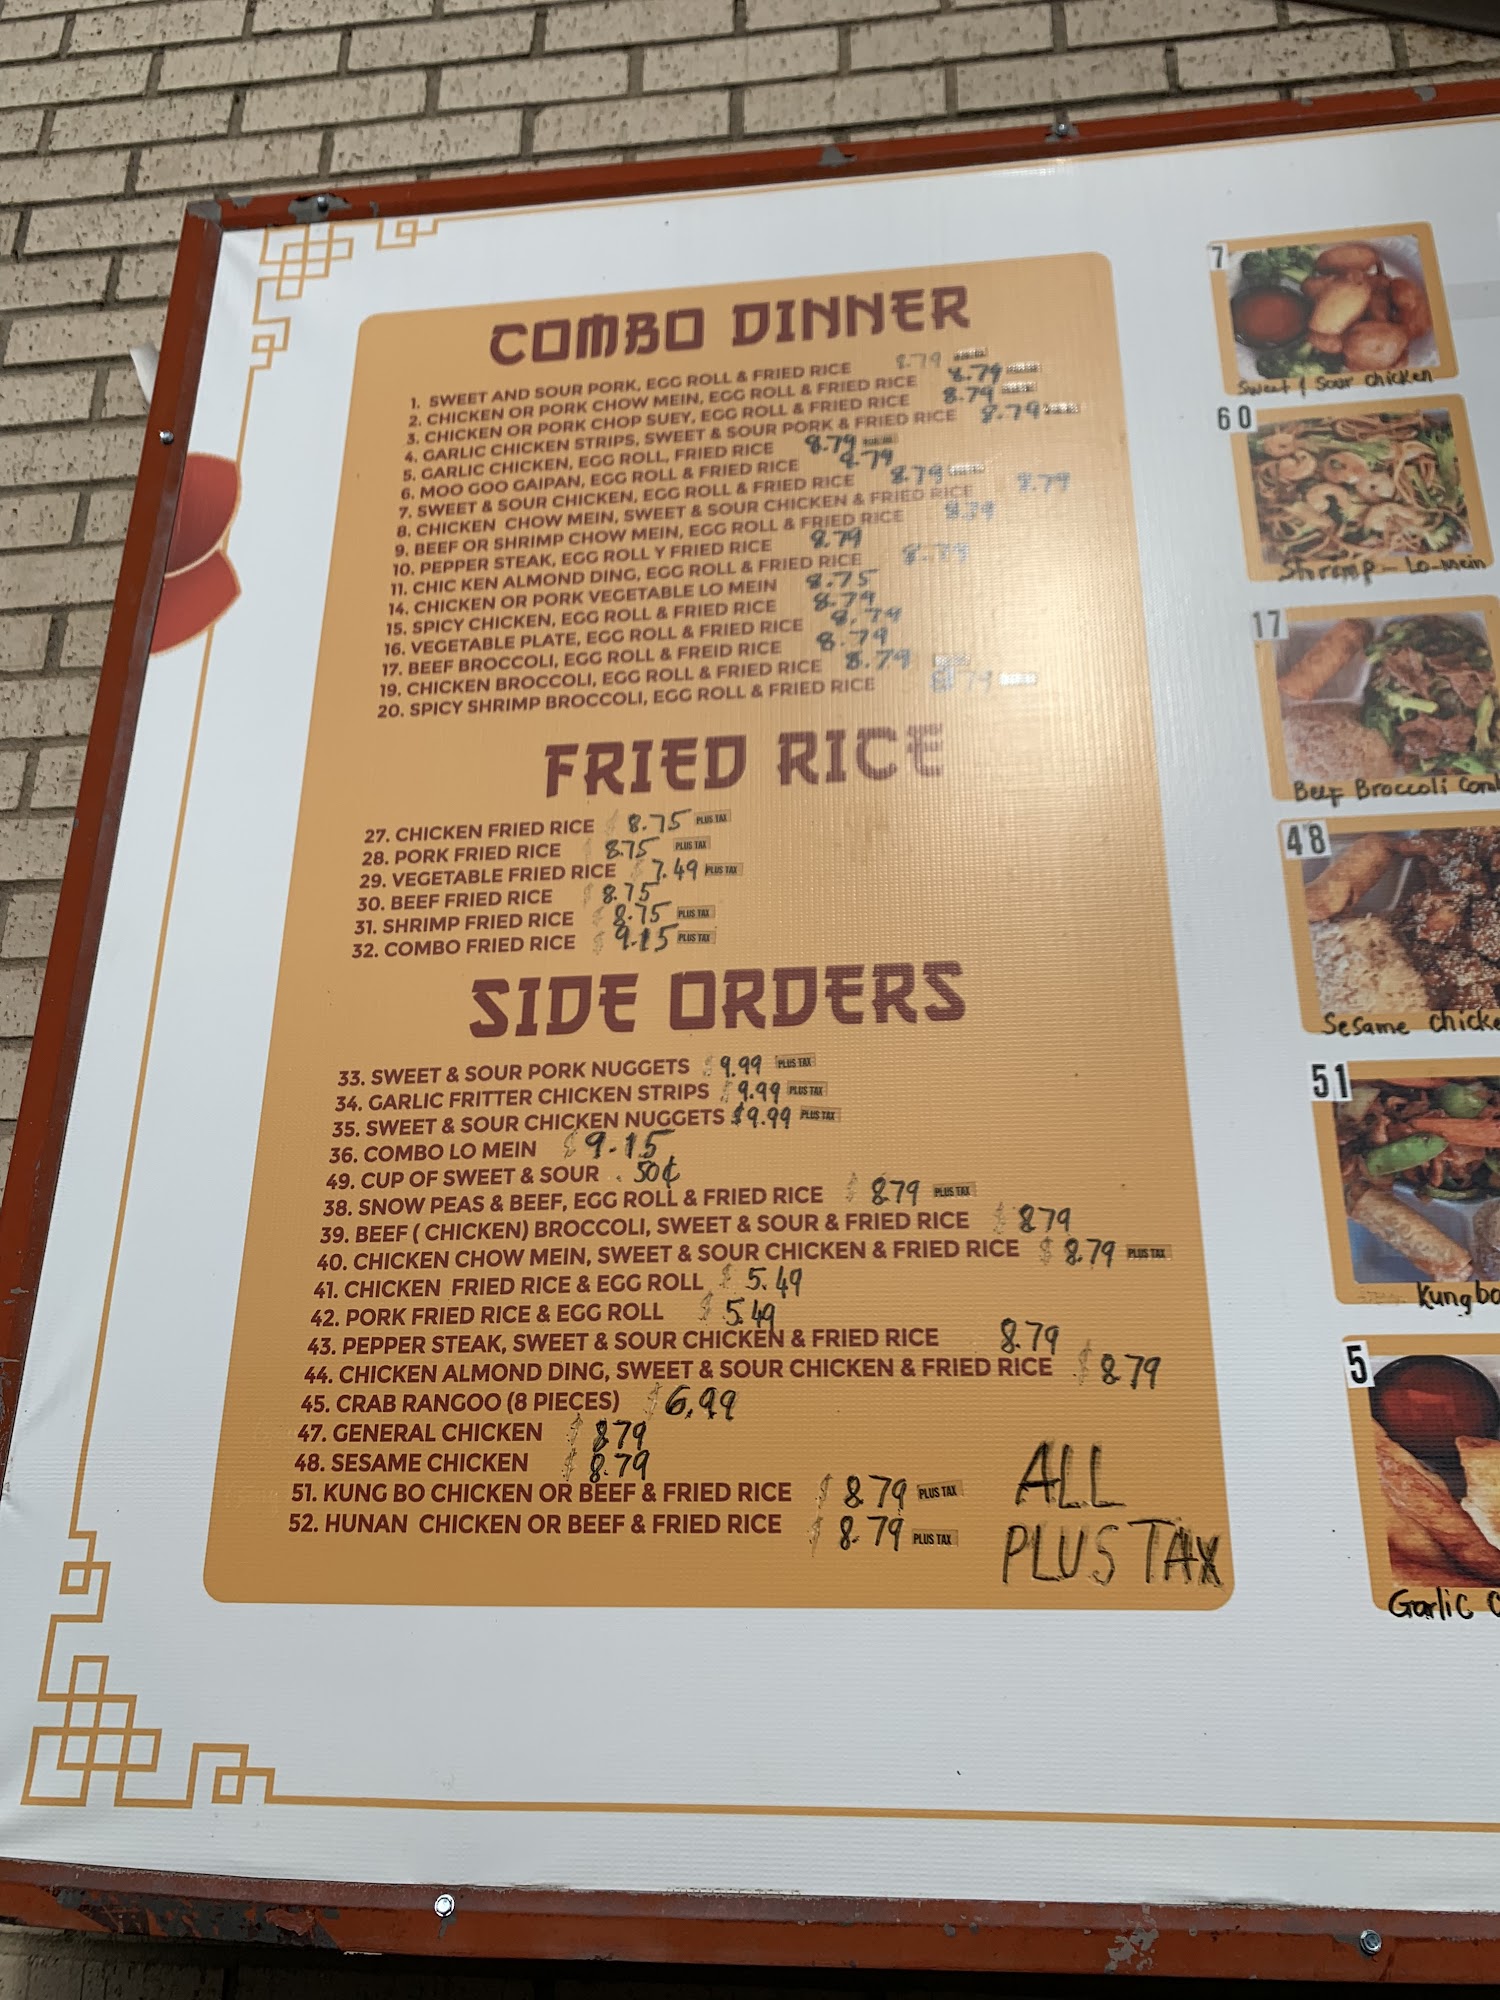 COMBO DINNER
1. SWEET AND SOUR PORK, EGG ROLL & FRIED RICE 8.79
2. CHICKEN OR PORK CHOW MEIN, EGG ROLL & FRIED RICE 8.79
3. CHICKEN OR PORK CHOP SUEY, EGG ROLL & FRIED RICE 8.79
4. GARLIC CHICKEN STRIPS, SWEET & SOUR PORK & FRIED RICE 8.79
5. GARLIC CHICKEN, EGG ROLL, FRIED RICE 8.79
6. MOO GOO GAIPAN, EGG ROLL & FRIED RICE 8.79
7. SWEET & SOUR CHICKEN, EGG ROLL & FRIED RICE 8.79
8. CHICKEN CHOW MEIN, SWEET & SOUR CHICKEN & FRIED RICE 8.79
9. BEEF OR SHRIMP CHOW MEIN, EGG ROLL & FRIED RICE 8.79
10. PEPPER STEAK, EGG ROLL Y FRIED RICE 8.79
11. CHIC KEN ALMOND DING, EGG ROLL & FRIED RICE 8.79
14. CHICKEN OR PORK VEGETABLE LO MEIN 8.75
15. SPICY CHICKEN, EGG ROLL & FRIED RICE 8.79
16. VEGETABLE PLATE, EGG ROLL & FRIED RICE 8.79
17. BEEF BROCCOLI, EGG ROLL & FREID RICE 8.79
19. CHICKEN BROCCOLI, EGG ROLL & FRIED RICE 8.79
20. SPICY SHRIMP BROCCOLI, EGG ROLL & FRIED RICE
FRIED RICE
27. CHICKEN FRIED RICE $ 8.75 PLUS TAX
28. PORK FRIED RICE 8.75 PLUS TAX
29. VEGETABLE FRIED RICE $ 7.49 PLUS TAX
30. BEEF FRIED RICE $ 8.75
31. SHRIMP FRIED RICE $ 8.75 PLUS TAX
32. COMBO FRIED RICE $ 9.15 PLUS TAX
SIDE ORDERS
33. SWEET & SOUR PORK NUGGETS $ 9.99 PLUS TAX
34. GARLIC FRITTER CHICKEN STRIPS $ 9.99 PLUS TAX
35. SWEET & SOUR CHICKEN NUGGETS $ 9.99 PLUS TAX
36. COMBO LO MEIN $ 9.15
49. CUP OF SWEET & SOUR . 50¢
38. SNOW PEAS & BEEF, EGG ROLL & FRIED RICE $ 8.79 PLUS TAX
39. BEEF ( CHICKEN) BROCCOLI, SWEET & SOUR & FRIED RICE $ 8.79
40. CHICKEN CHOW MEIN, SWEET & SOUR CHICKEN & FRIED RICE $ 8.79 PLUS TAX
41. CHICKEN FRIED RICE & EGG ROLL $ 5.49
42. PORK FRIED RICE & EGG ROLL $ 5.49
43. PEPPER STEAK, SWEET & SOUR CHICKEN & FRIED RICE 8.79
44. CHICKEN ALMOND DING, SWEET & SOUR CHICKEN & FRIED RICE $ 8.79
45. CRAB RANGOO (8 PIECES) $ 6.99
47. GENERAL CHICKEN $ 8.79
48. SESAME CHICKEN $ 8.79
51. KUNG BO CHICKEN OR BEEF & FRIED RICE $ 8.79 PLUS TAX
52. HUNAN CHICKEN OR BEEF & FRIED RICE $ 8.79 PLUS TAX
ALL
PLUS TAX
7
Sweet & Sour chicken
60
Shrimp - Lo-mein
17
Beef Broccoli Com
48
Sesame chicke
51
Kungbo
5
Garlic